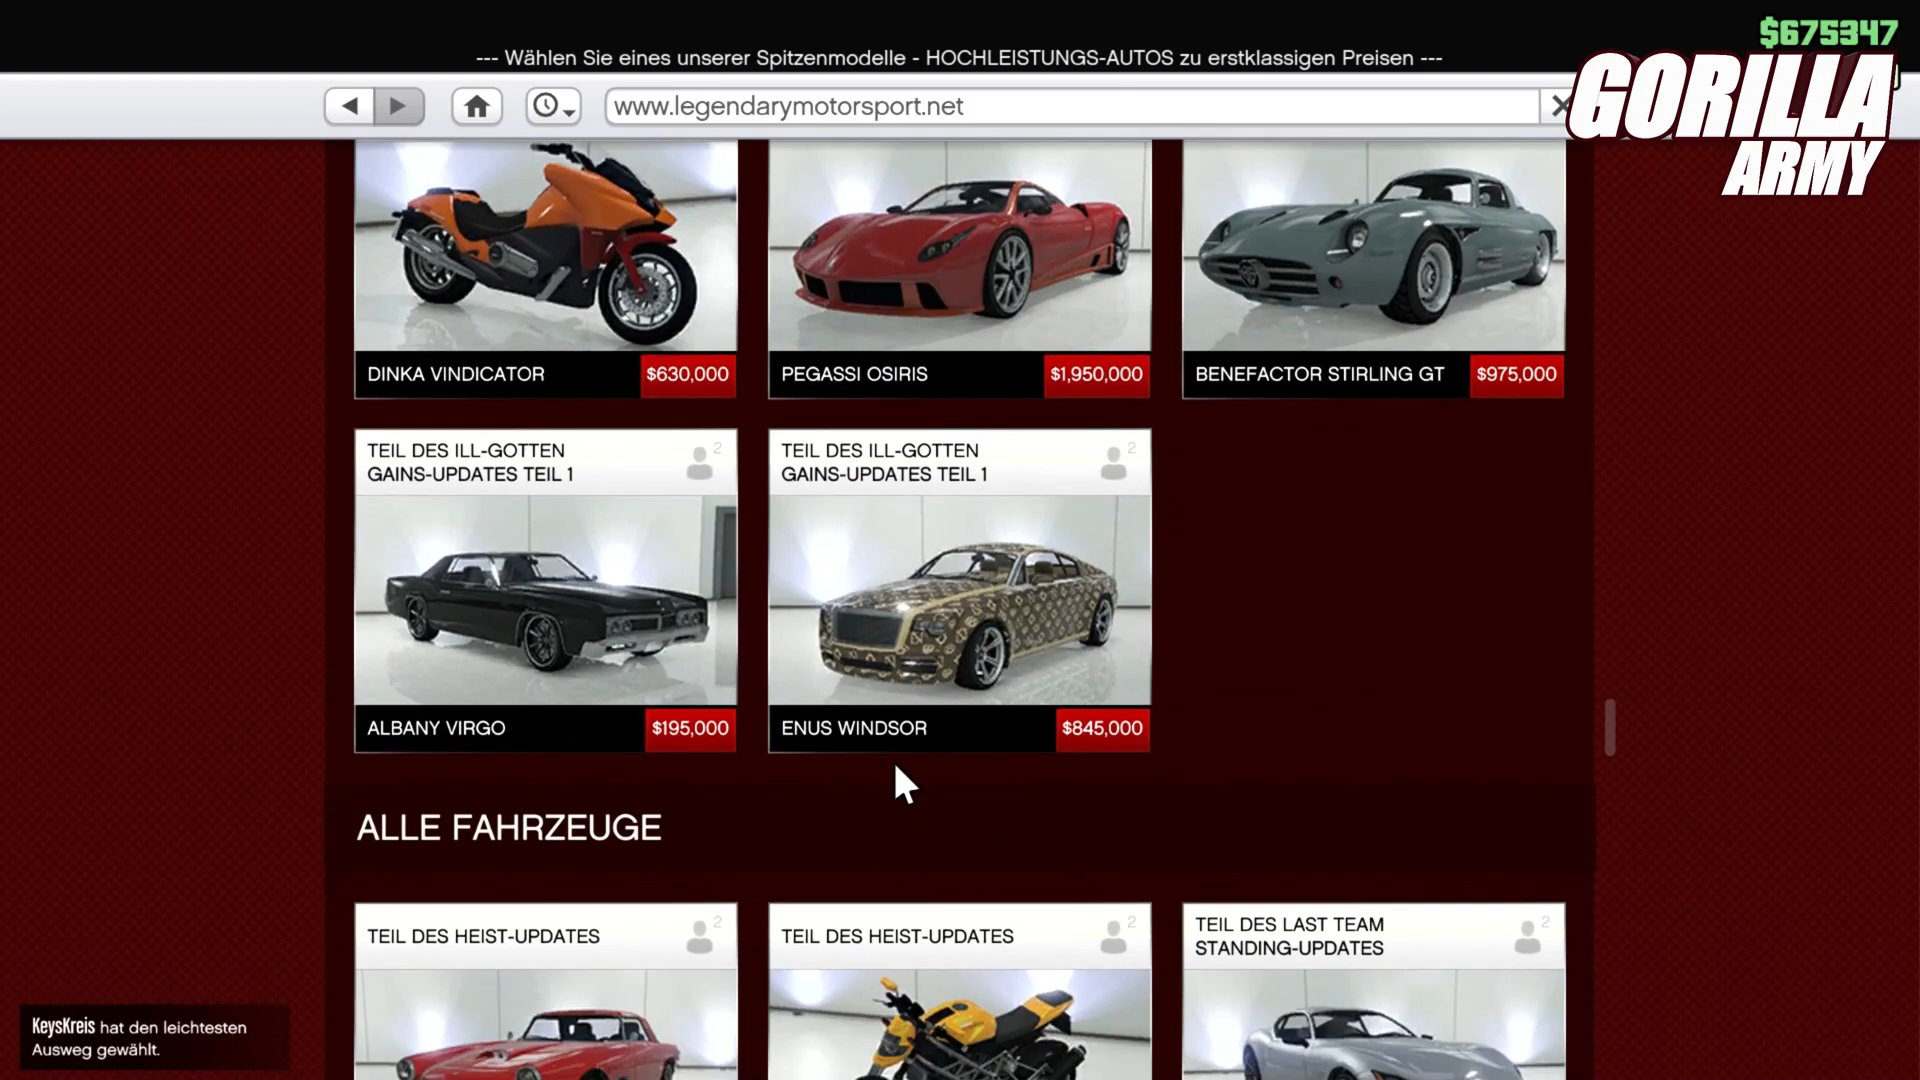 $675347
--- Wählen Sie eines unserer Spitzenmodelle - HOCHLEISTUNGS-AUTOS zu erstklassigen Preisen ---
www.legendarymotorsport.net
GORILLA
ARMY
DINKA VINDICATOR $630,000
PEGASSI OSIRIS $1,950,000
BENEFACTOR STIRLING GT $975,000
TEIL DES ILL-GOTTEN
GAINS-UPDATES TEIL 1
2
TEIL DES ILL-GOTTEN
GAINS-UPDATES TEIL 1
2
ALBANY VIRGO $195,000
ENUS WINDSOR $845,000
ALLE FAHRZEUGE
TEIL DES HEIST-UPDATES
2
TEIL DES HEIST-UPDATES
2
TEIL DES LAST TEAM
STANDING-UPDATES
2
KeysKreis hat den leichtesten
Ausweg gewählt.